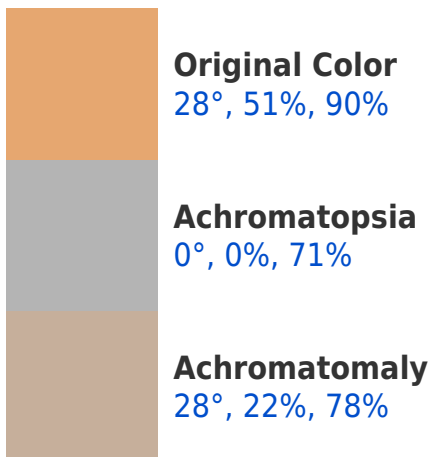 Original Color
28°, 51%, 90%
Achromatopsia
0°, 0%, 71%
Achromatomaly
28°, 22%, 78%